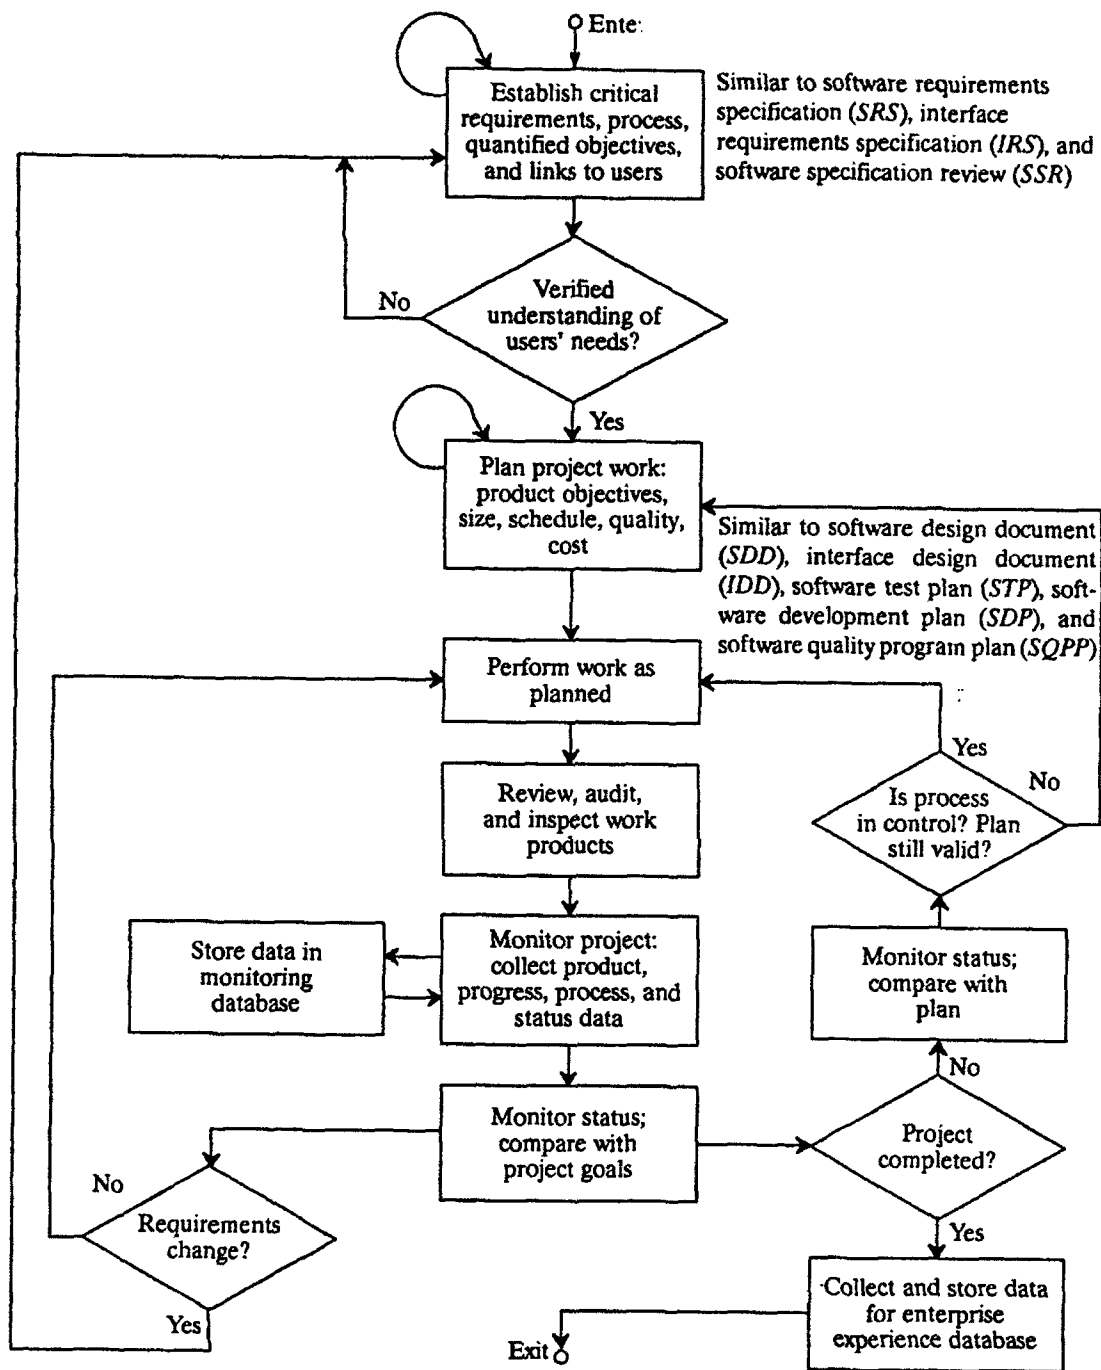 Ente:
Establish critical
requirements, process,
quantified objectives,
and links to users
Similar to software requirements
specification (SRS), interface
requirements specification (IRS), and
software specification review (SSR)
No
Verified
understanding of
users' needs?
Yes
Plan project work:
product objectives,
size, schedule, quality,
cost
Similar to software design document
(SDD), interface design document
(IDD), software test plan (STP), soft-
ware development plan (SDP), and
software quality program plan (SQPP)
Perform work as
planned
Yes
No
Is process
in control? Plan
still valid?
Review, audit,
and inspect work
products
Store data in
monitoring
database
Monitor project:
collect product,
progress, process, and
status data
Monitor status;
compare with
plan
No
Monitor status;
compare with
project goals
Project
completed?
No
Requirements
change?
Yes
Yes
Collect and store data
for enterprise
experience database
Exit